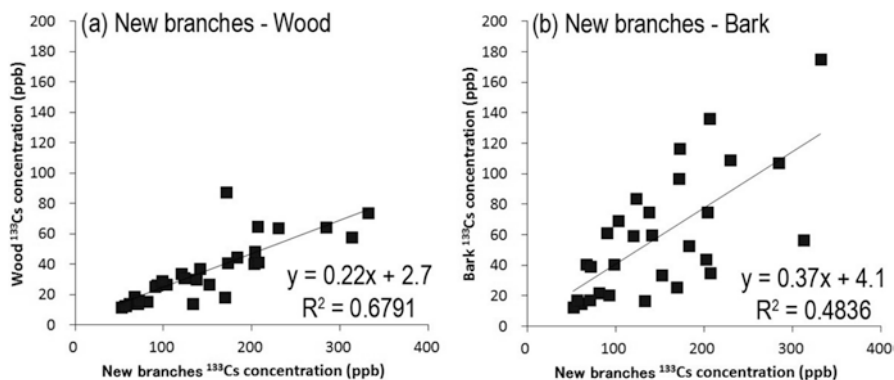 (a) New branches - Wood
200
180
160
140
120
100
80
60
40
20
0
Wood ¹³³Cs concentration (ppb)
y = 0.22x + 2.7
R² = 0.6791
0 100 200 300 400
New branches ¹³³Cs concentration (ppb)
(b) New branches - Bark
200
180
160
140
120
100
80
60
40
20
0
Bark ¹³³Cs concentration (ppb)
y = 0.37x + 4.1
R² = 0.4836
0 100 200 300 400
New branches ¹³³Cs concentration (ppb)